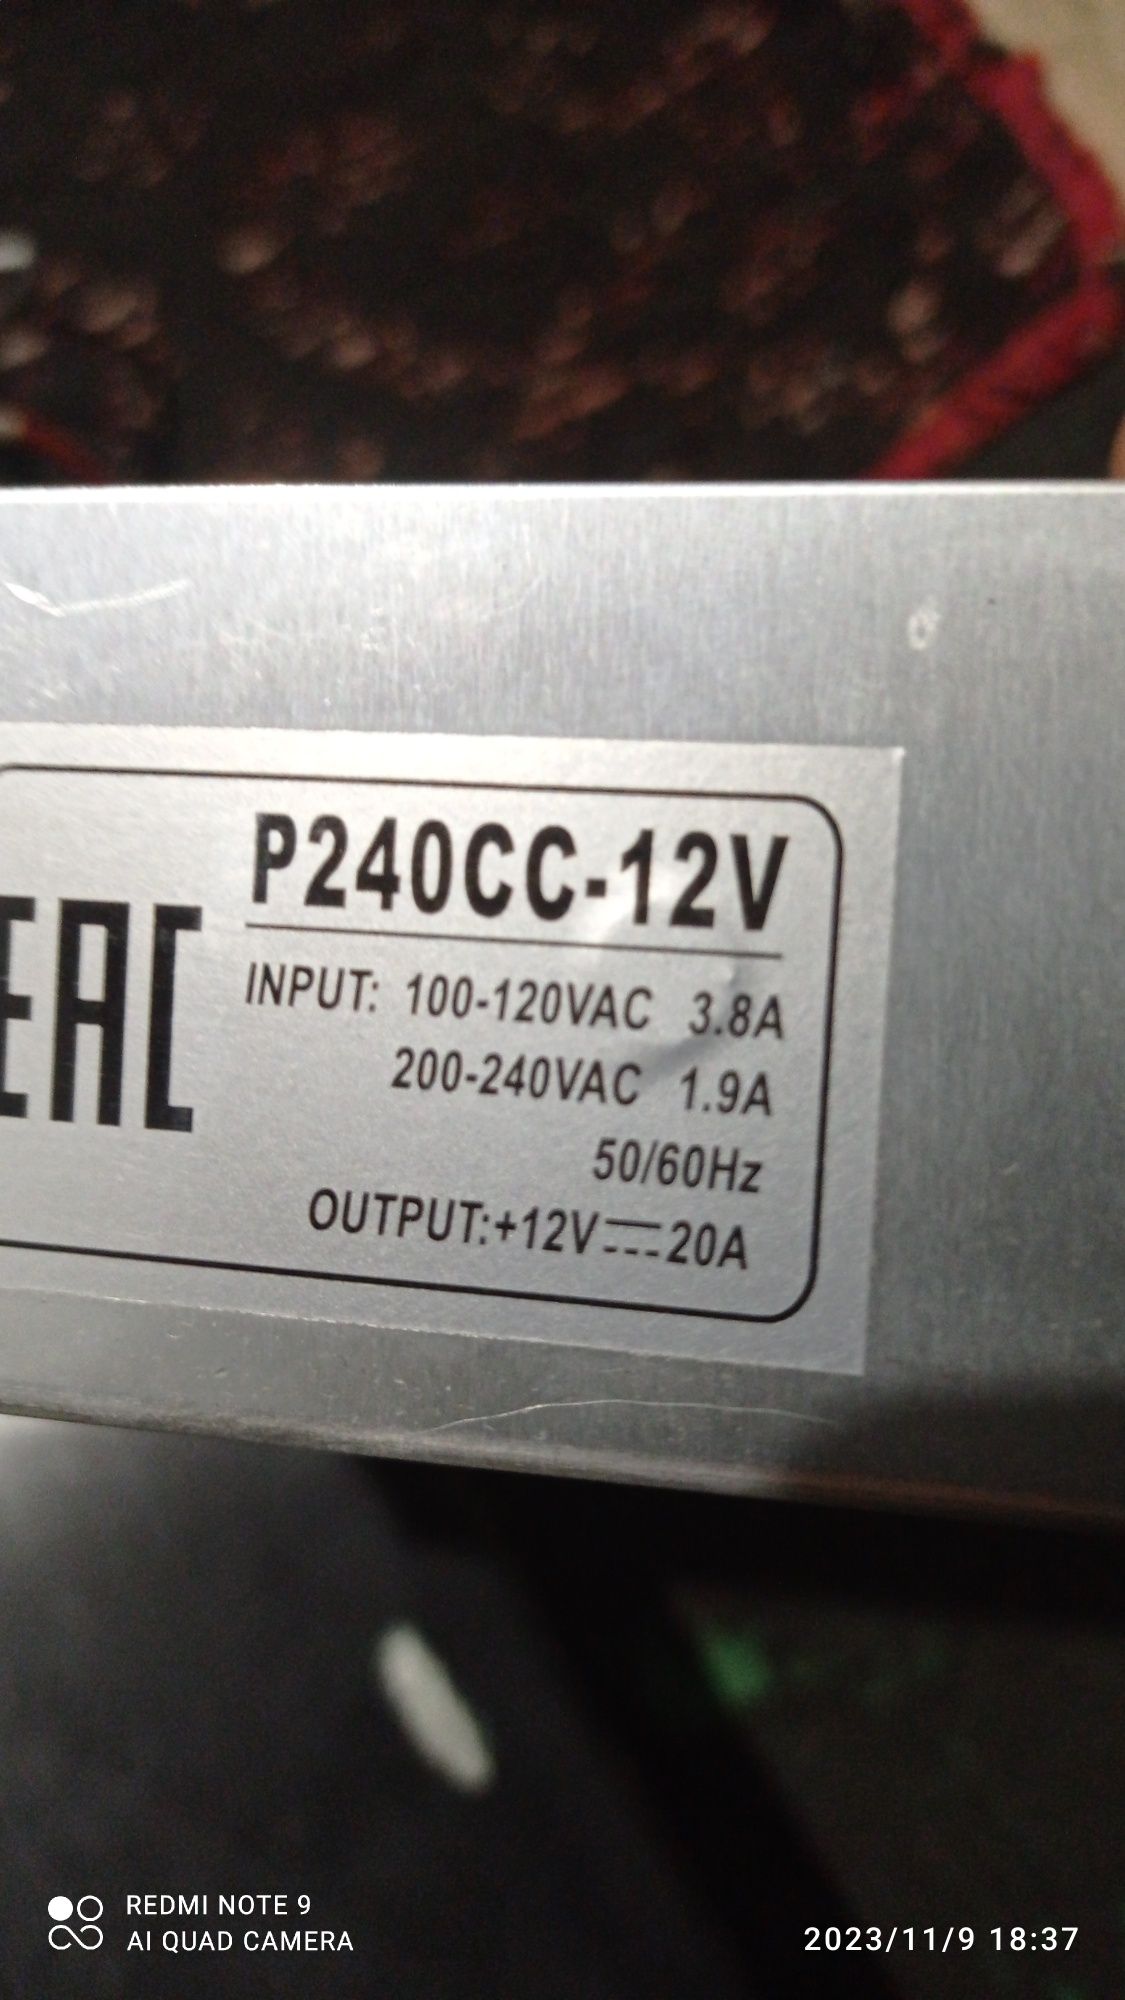 P240CC-12V
EAC
INPUT: 100-120VAC 3.8A
200-240VAC 1.9A
50/60Hz
OUTPUT:+12V⎓20A
REDMI NOTE 9
AI QUAD CAMERA
2023/11/9 18:37